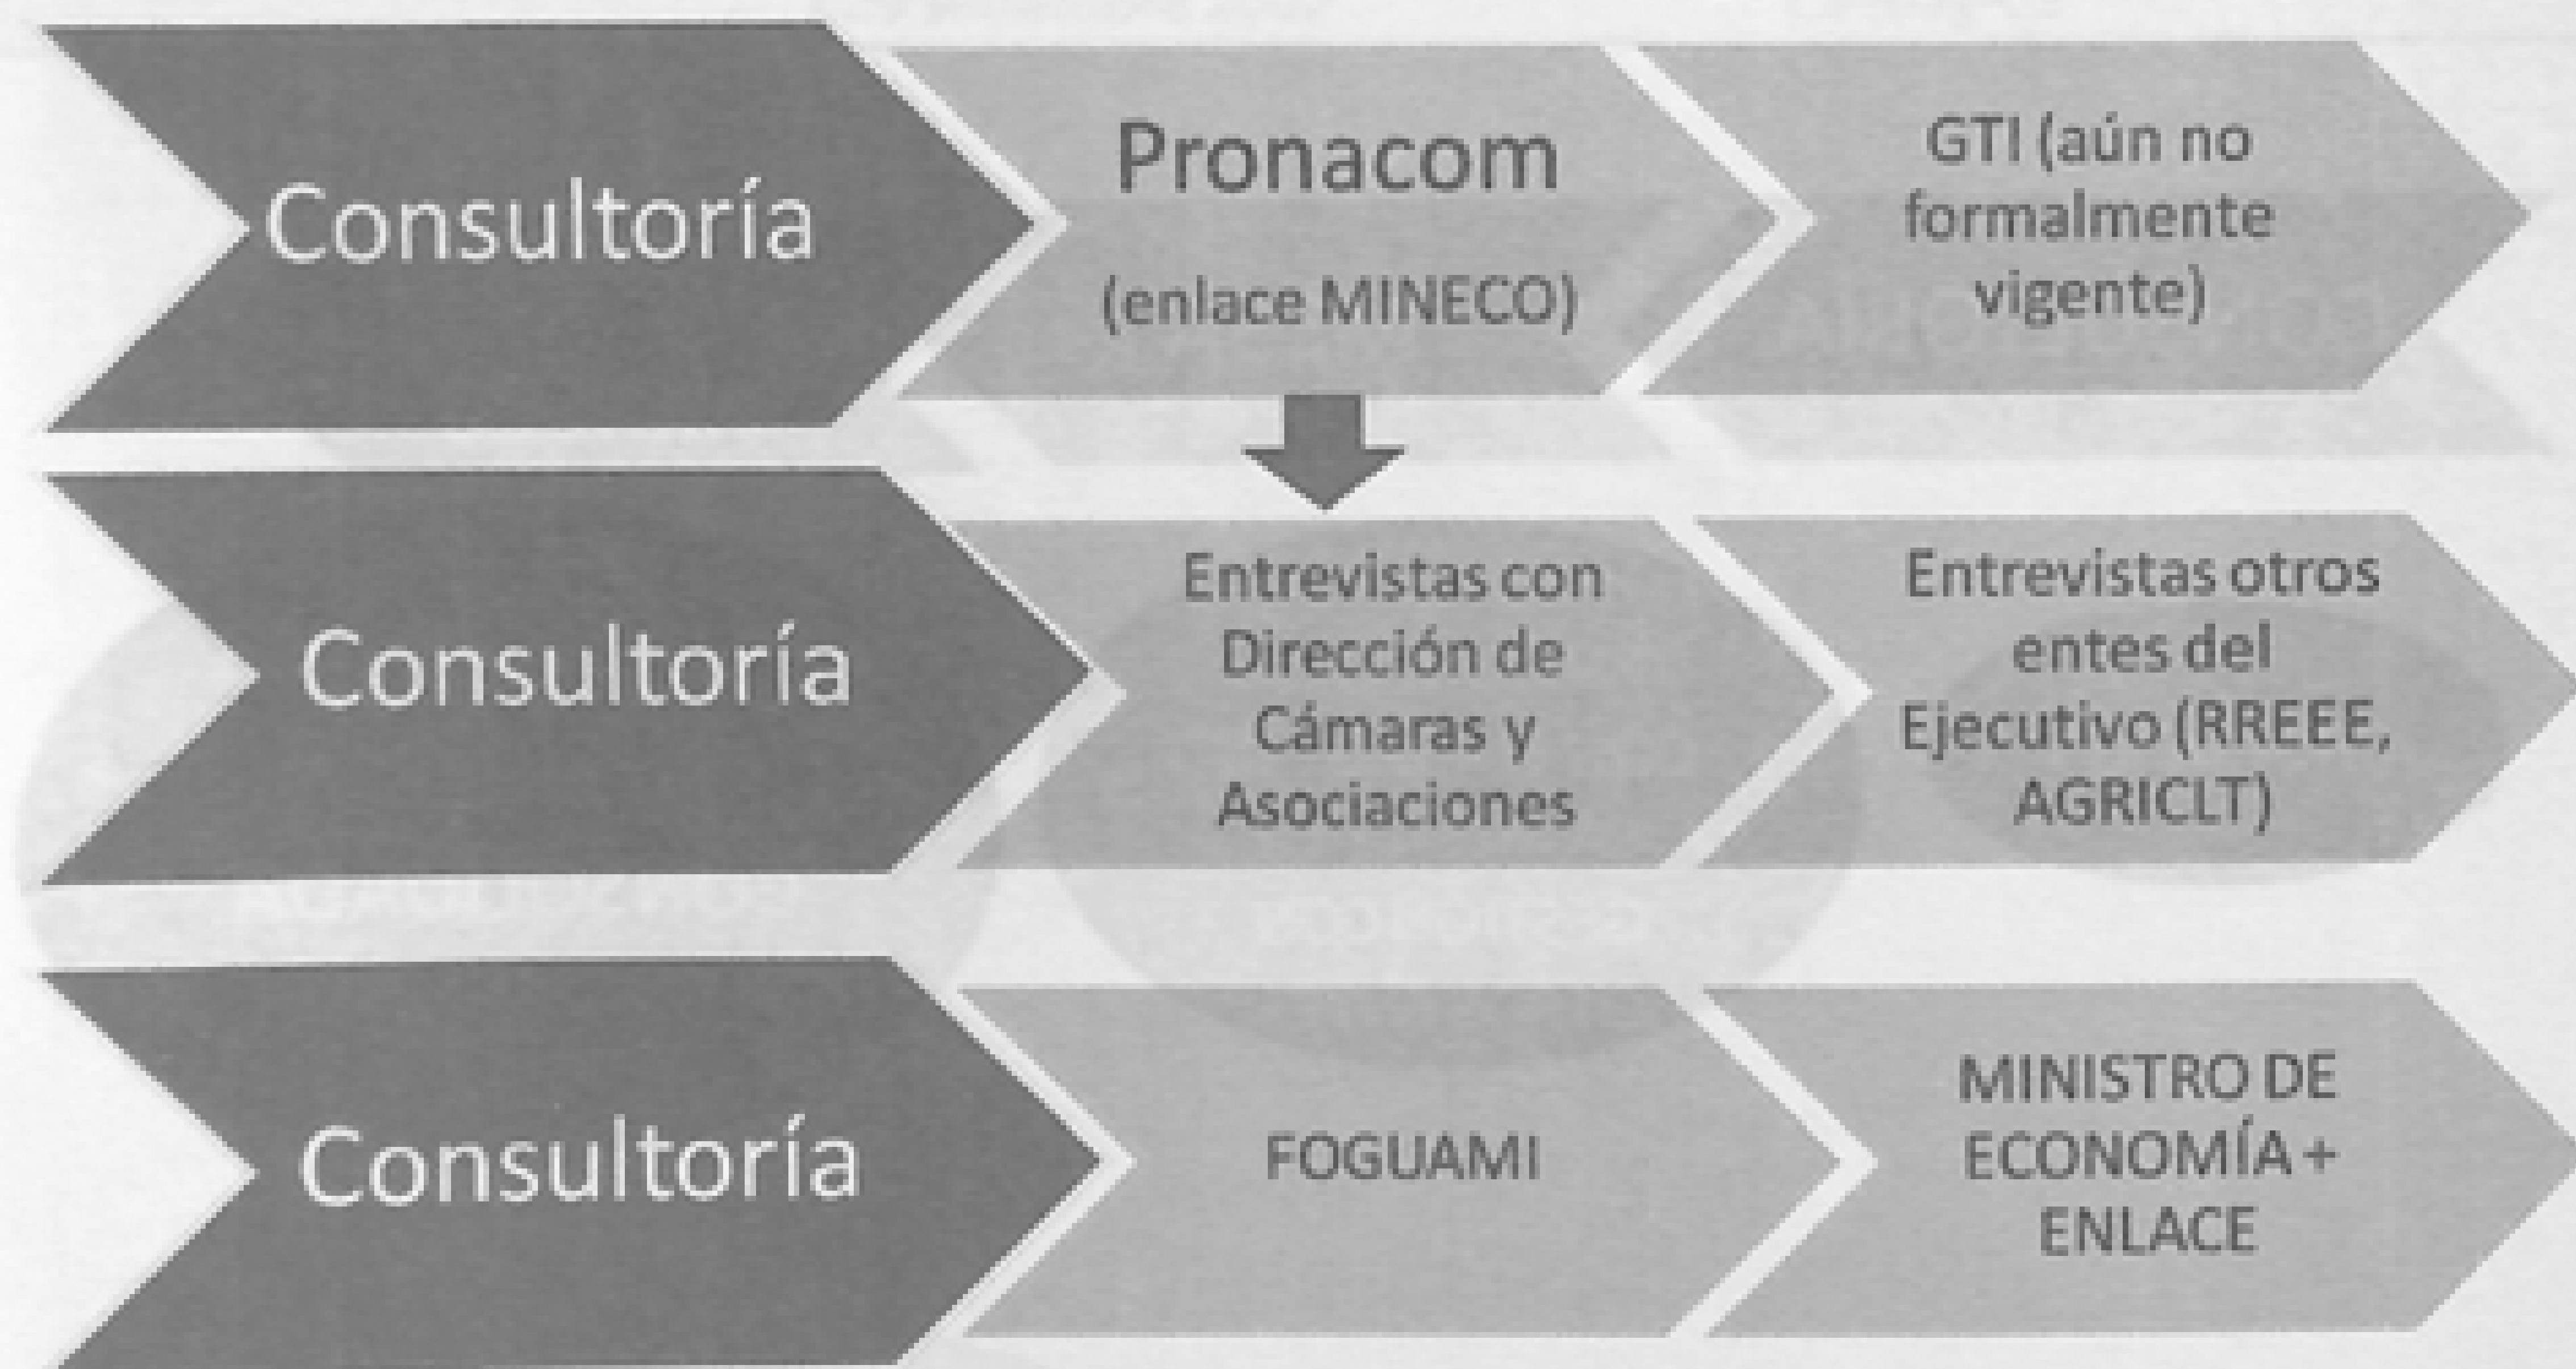 Consultoría
Pronacom
(enlace MINECO)
GTI (aún no
formalmente
vigente)
Consultoría
Entrevistas con
Dirección de
Cámaras y
Asociaciones
Entrevistas otros
entes del
Ejecutivo (RREEE,
AGRICLT)
Consultoría
FOGUAMI
MINISTRO DE
ECONOMÍA +
ENLACE